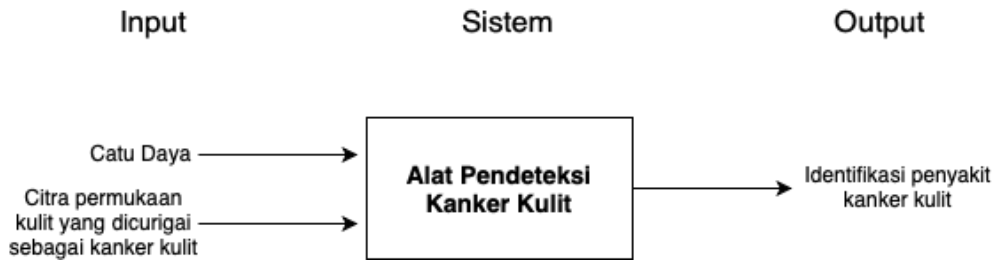 Input
Sistem
Output
Catu Daya
Citra permukaan
kulit yang dicurigai
sebagai kanker kulit
Alat Pendeteksi
Kanker Kulit
Identifikasi penyakit
kanker kulit